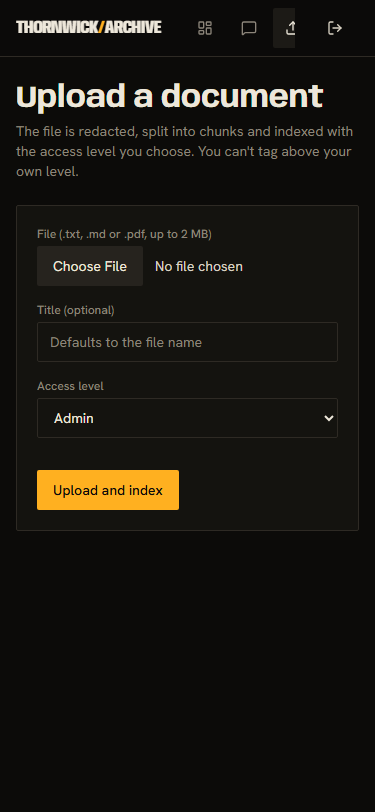 THORNWICK/ARCHIVE
Upload a document
The file is redacted, split into chunks and indexed with
the access level you choose. You can't tag above your
own level.
File (.txt, .md or .pdf, up to 2 MB)
Choose File No file chosen
Title (optional)
Defaults to the file name
Access level
Admin
Upload and index